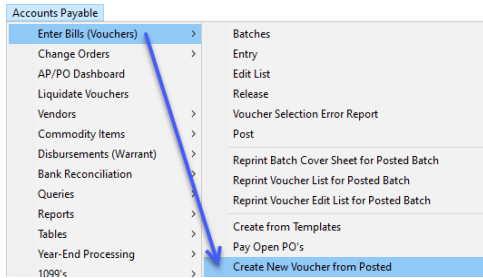 Accounts Payable
Enter Bills (Vouchers)
Change Orders
AP/PO Dashboard
Liquidate Vouchers
Vendors
Commodity Items
Disbursements (Warrant)
Bank Reconciliation
Queries
Reports
Tables
Year-End Processing
1099's
Batches
Entry
Edit List
Release
Voucher Selection Error Report
Post
Reprint Batch Cover Sheet for Posted Batch
Reprint Voucher List for Posted Batch
Reprint Voucher Edit List for Posted Batch
Create from Templates
Pay Open PO's
Create New Voucher from Posted